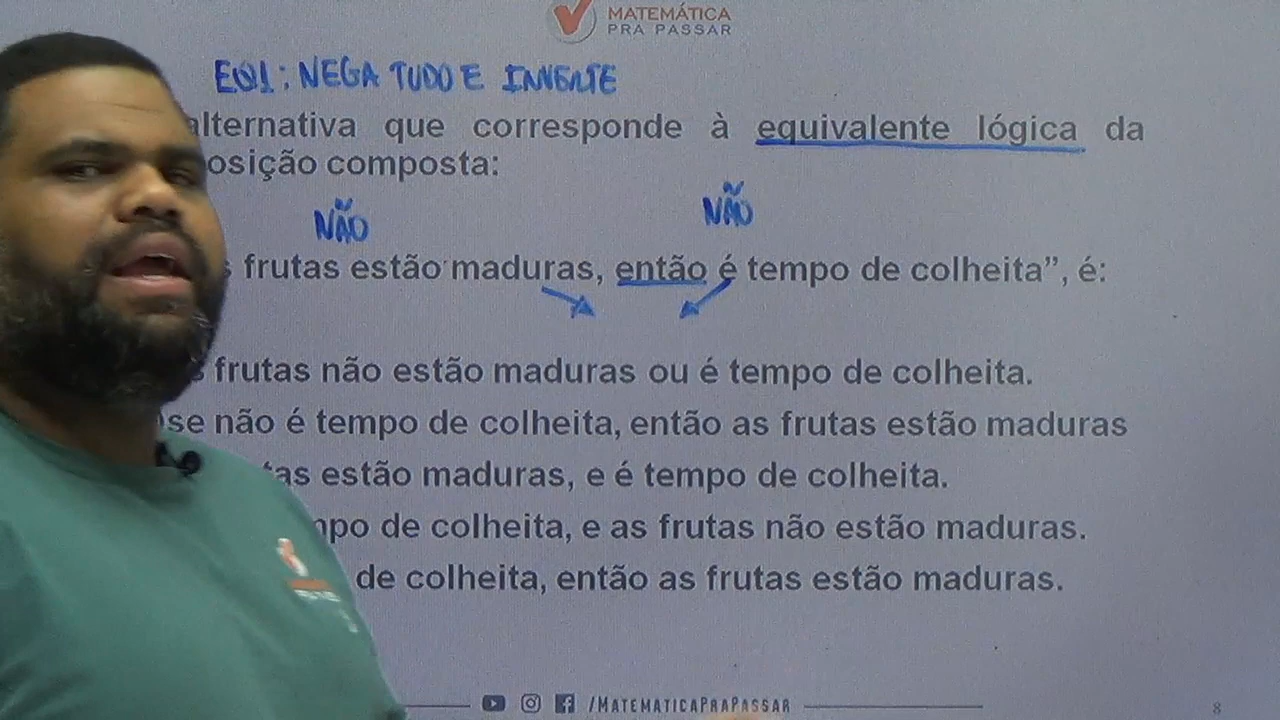 MATEMÁTICA
PRA PASSAR
EQ1: NEGA TUDO E INVERTE
alternativa que corresponde à equivalente lógica da
osição composta:
NÃO NÃO
s frutas estão maduras, então é tempo de colheita”, é:
s frutas não estão maduras ou é tempo de colheita.
se não é tempo de colheita, então as frutas estão maduras
tas estão maduras, e é tempo de colheita.
npo de colheita, e as frutas não estão maduras.
de colheita, então as frutas estão maduras.
/MATEMATICAPRAPASSAR
8